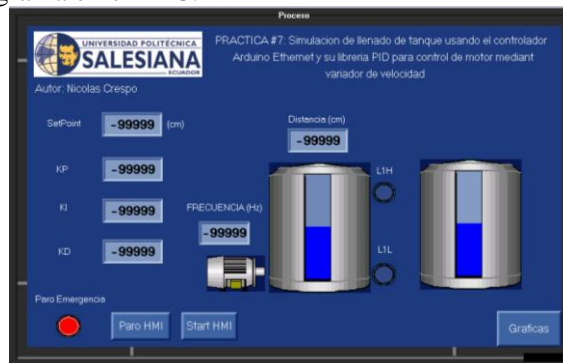 Proceso
UNIVERSIDAD POLITÉCNICA
SALESIANA
ECUADOR
PRACTICA #7: Simulacion de llenado de tanque usando el controlador
Arduino Ethernet y su libreria PID para control de motor mediant
variador de velocidad
Autor: Nicolas Crespo
SetPoint
-99999
(cm)
Distancia (cm)
-99999
KP
-99999
L1H
KI
-99999
FRECUENCIA (Hz)
-99999
KD
-99999
L1L
Paro Emergencia
Paro HMI
Start HMI
Graficas